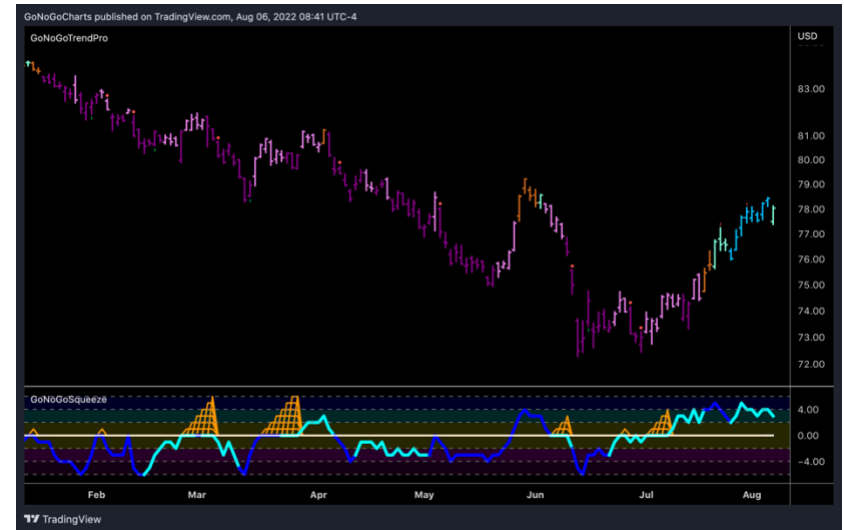 GoNoGoCharts published on TradingView.com, Aug 06, 2022 08:41 UTC-4
GoNoGoTrendPro
USD
83.00
81.00
80.00
79.00
78.00
77.00
76.00
75.00
74.00
73.00
72.00
GoNoGoSqueeze
4.00
0.00
−4.00
Feb Mar Apr May Jun Jul Aug
TradingView